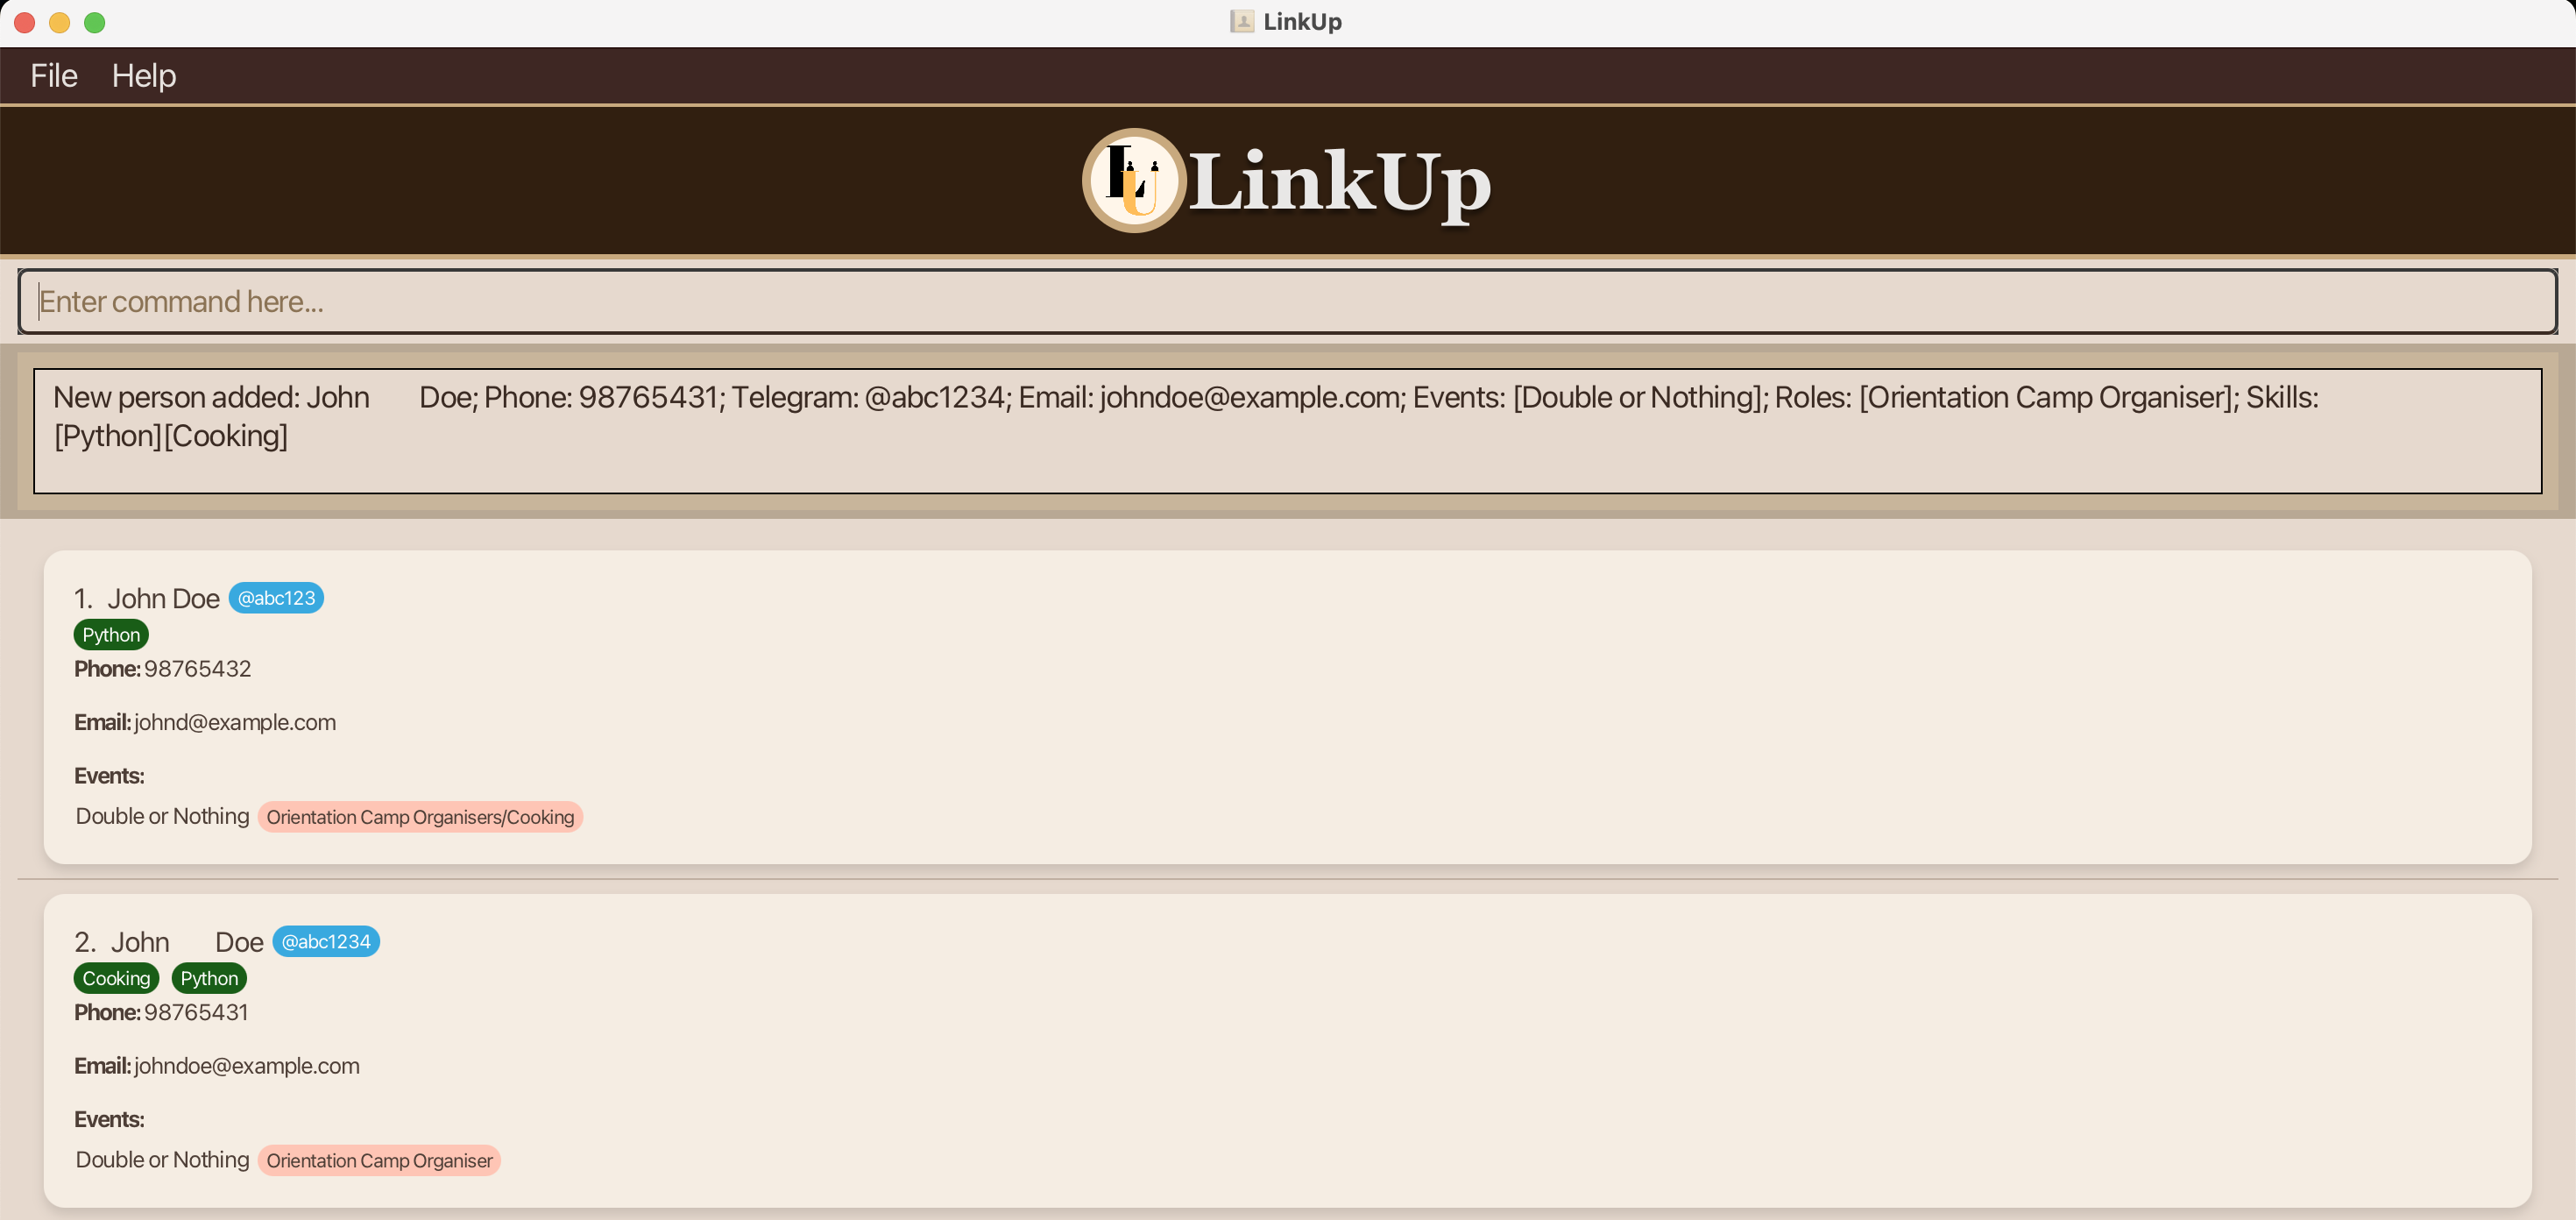 LinkUp
File Help
LU LinkUp
Enter command here...
New person added: John       Doe; Phone: 98765431; Telegram: @abc1234; Email: johndoe@example.com; Events: [Double or Nothing]; Roles: [Orientation Camp Organiser]; Skills:
[Python][Cooking]
1. John Doe @abc123
Python
Phone: 98765432
Email: johnd@example.com
Events:
Double or Nothing Orientation Camp Organisers/Cooking
2. John       Doe @abc1234
Cooking Python
Phone: 98765431
Email: johndoe@example.com
Events:
Double or Nothing Orientation Camp Organiser